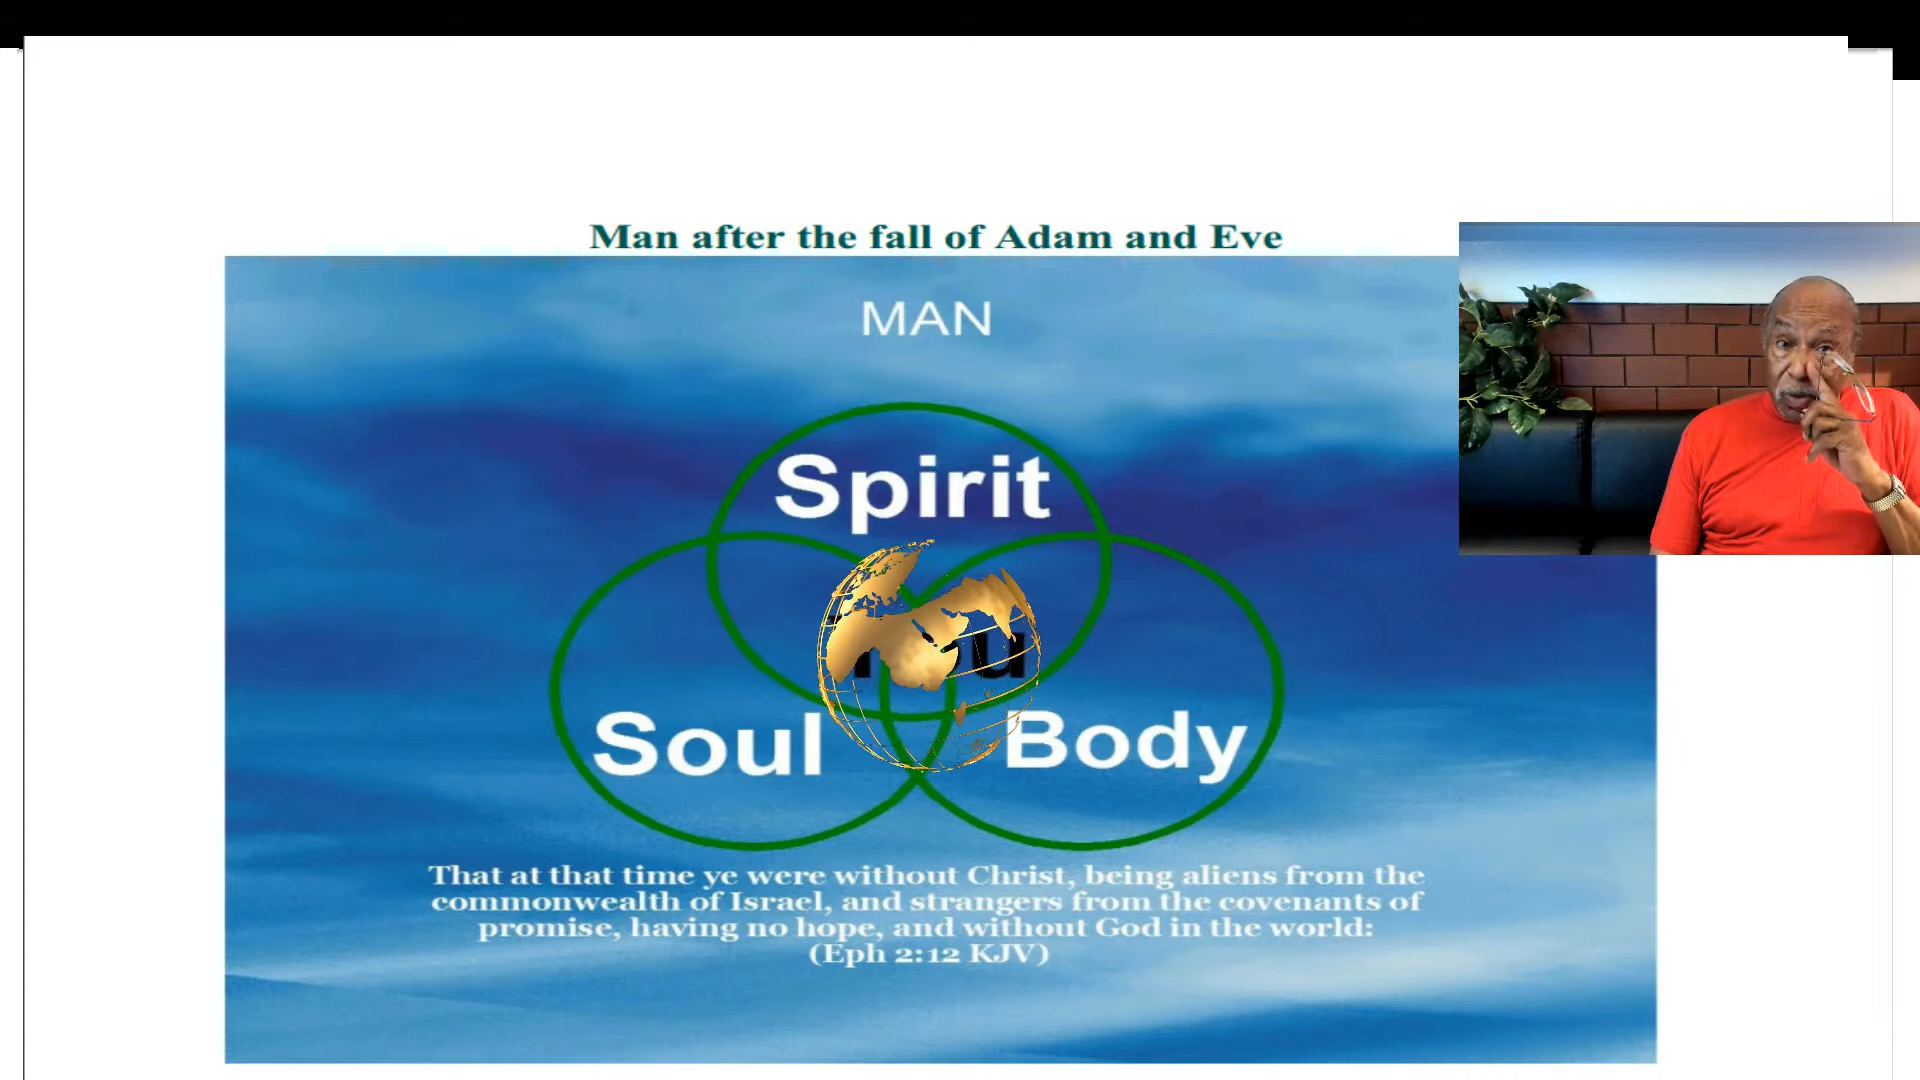 Man after the fall of Adam and Eve
MAN
Spirit
Soul
Body
That at that time ye were without Christ, being aliens from the
commonwealth of Israel, and strangers from the covenants of
promise, having no hope, and without God in the world:
(Eph 2:12 KJV)